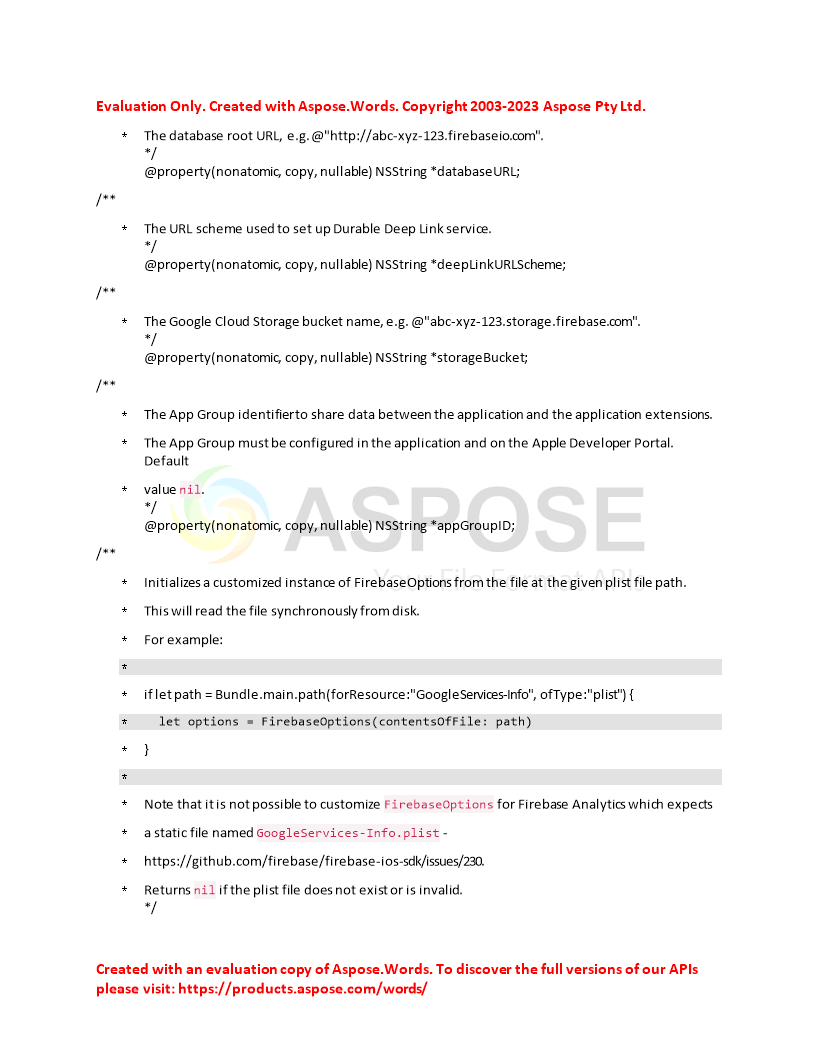 Evaluation Only. Created with Aspose.Words. Copyright 2003-2023 Aspose Pty Ltd.
* The database root URL, e.g. @"http://abc-xyz-123.firebaseio.com".
*/
@property(nonatomic, copy, nullable) NSString *databaseURL;
/**
* The URL scheme used to set up Durable Deep Link service.
*/
@property(nonatomic, copy, nullable) NSString *deepLinkURLScheme;
/**
* The Google Cloud Storage bucket name, e.g. @"abc-xyz-123.storage.firebase.com".
*/
@property(nonatomic, copy, nullable) NSString *storageBucket;
/**
* The App Group identifier to share data between the application and the application extensions.
* The App Group must be configured in the application and on the Apple Developer Portal.
Default
* value nil.
*/
@property(nonatomic, copy, nullable) NSString *appGroupID;
ASPOSE
Your File Format APIs
/**
* Initializes a customized instance of FirebaseOptions from the file at the given plist file path.
* This will read the file synchronously from disk.
* For example:
*
* if let path = Bundle.main.path(forResource:"GoogleServices-Info", ofType:"plist") {
* let options = FirebaseOptions(contentsOfFile: path)
* }
*
* Note that it is not possible to customize FirebaseOptions for Firebase Analytics which expects
* a static file named GoogleServices-Info.plist -
* https://github.com/firebase/firebase-ios-sdk/issues/230.
* Returns nil if the plist file does not exist or is invalid.
*/
Created with an evaluation copy of Aspose.Words. To discover the full versions of our APIs
please visit: https://products.aspose.com/words/